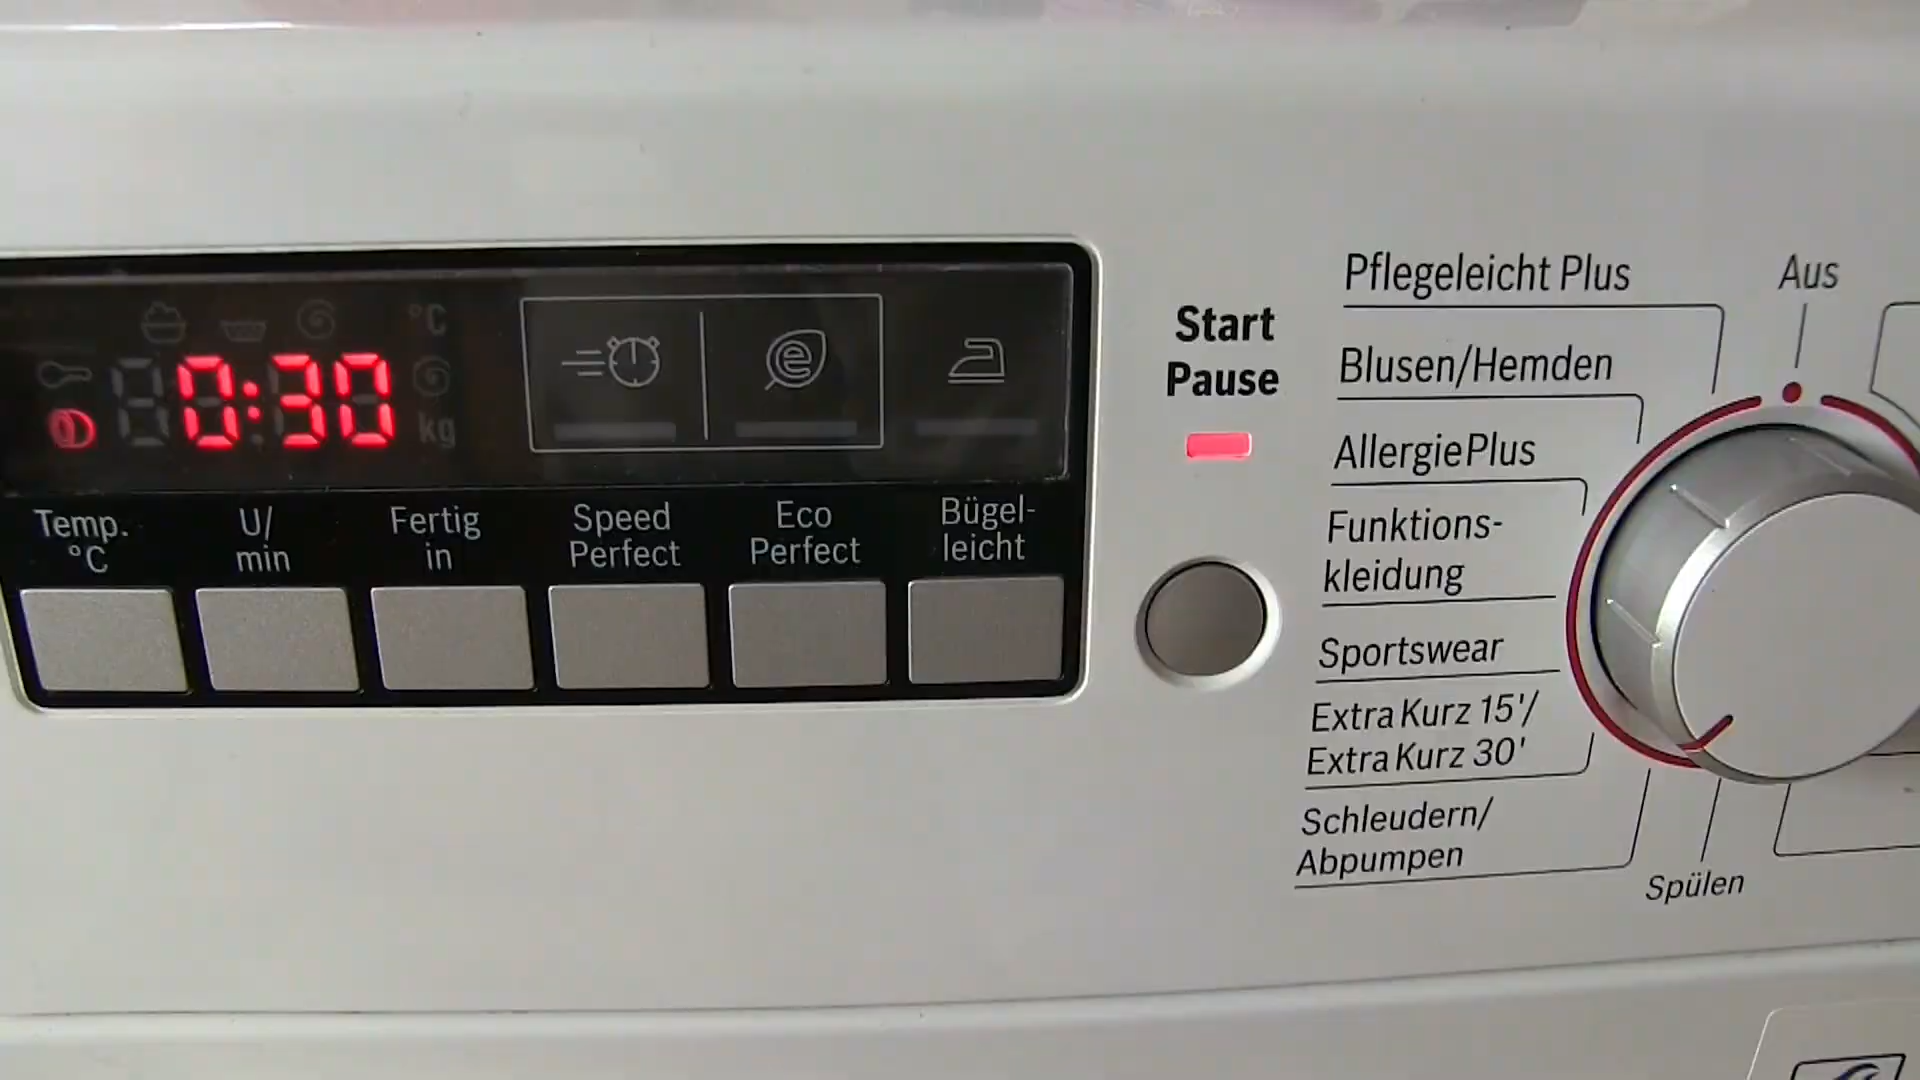 °C
0:30
kg
Temp.
°C
U/
min
Fertig
in
Speed
Perfect
Eco
Perfect
Bügel-
leicht
Start
Pause
Pflegeleicht Plus
Aus
Blusen/Hemden
AllergiePlus
Funktions-
kleidung
Sportswear
Extra Kurz 15'/
Extra Kurz 30'
Schleudern/
Abpumpen
Spülen